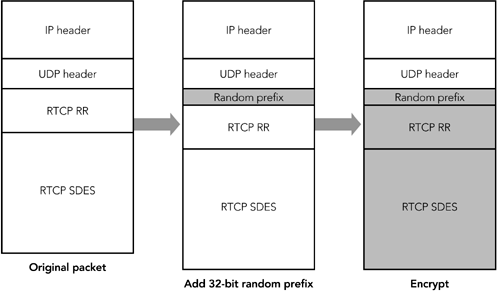 IP header
UDP header
RTCP RR
RTCP SDES
Original packet
IP header
UDP header
Random prefix
RTCP RR
RTCP SDES
Add 32-bit random prefix
IP header
UDP header
Random prefix
RTCP RR
RTCP SDES
Encrypt